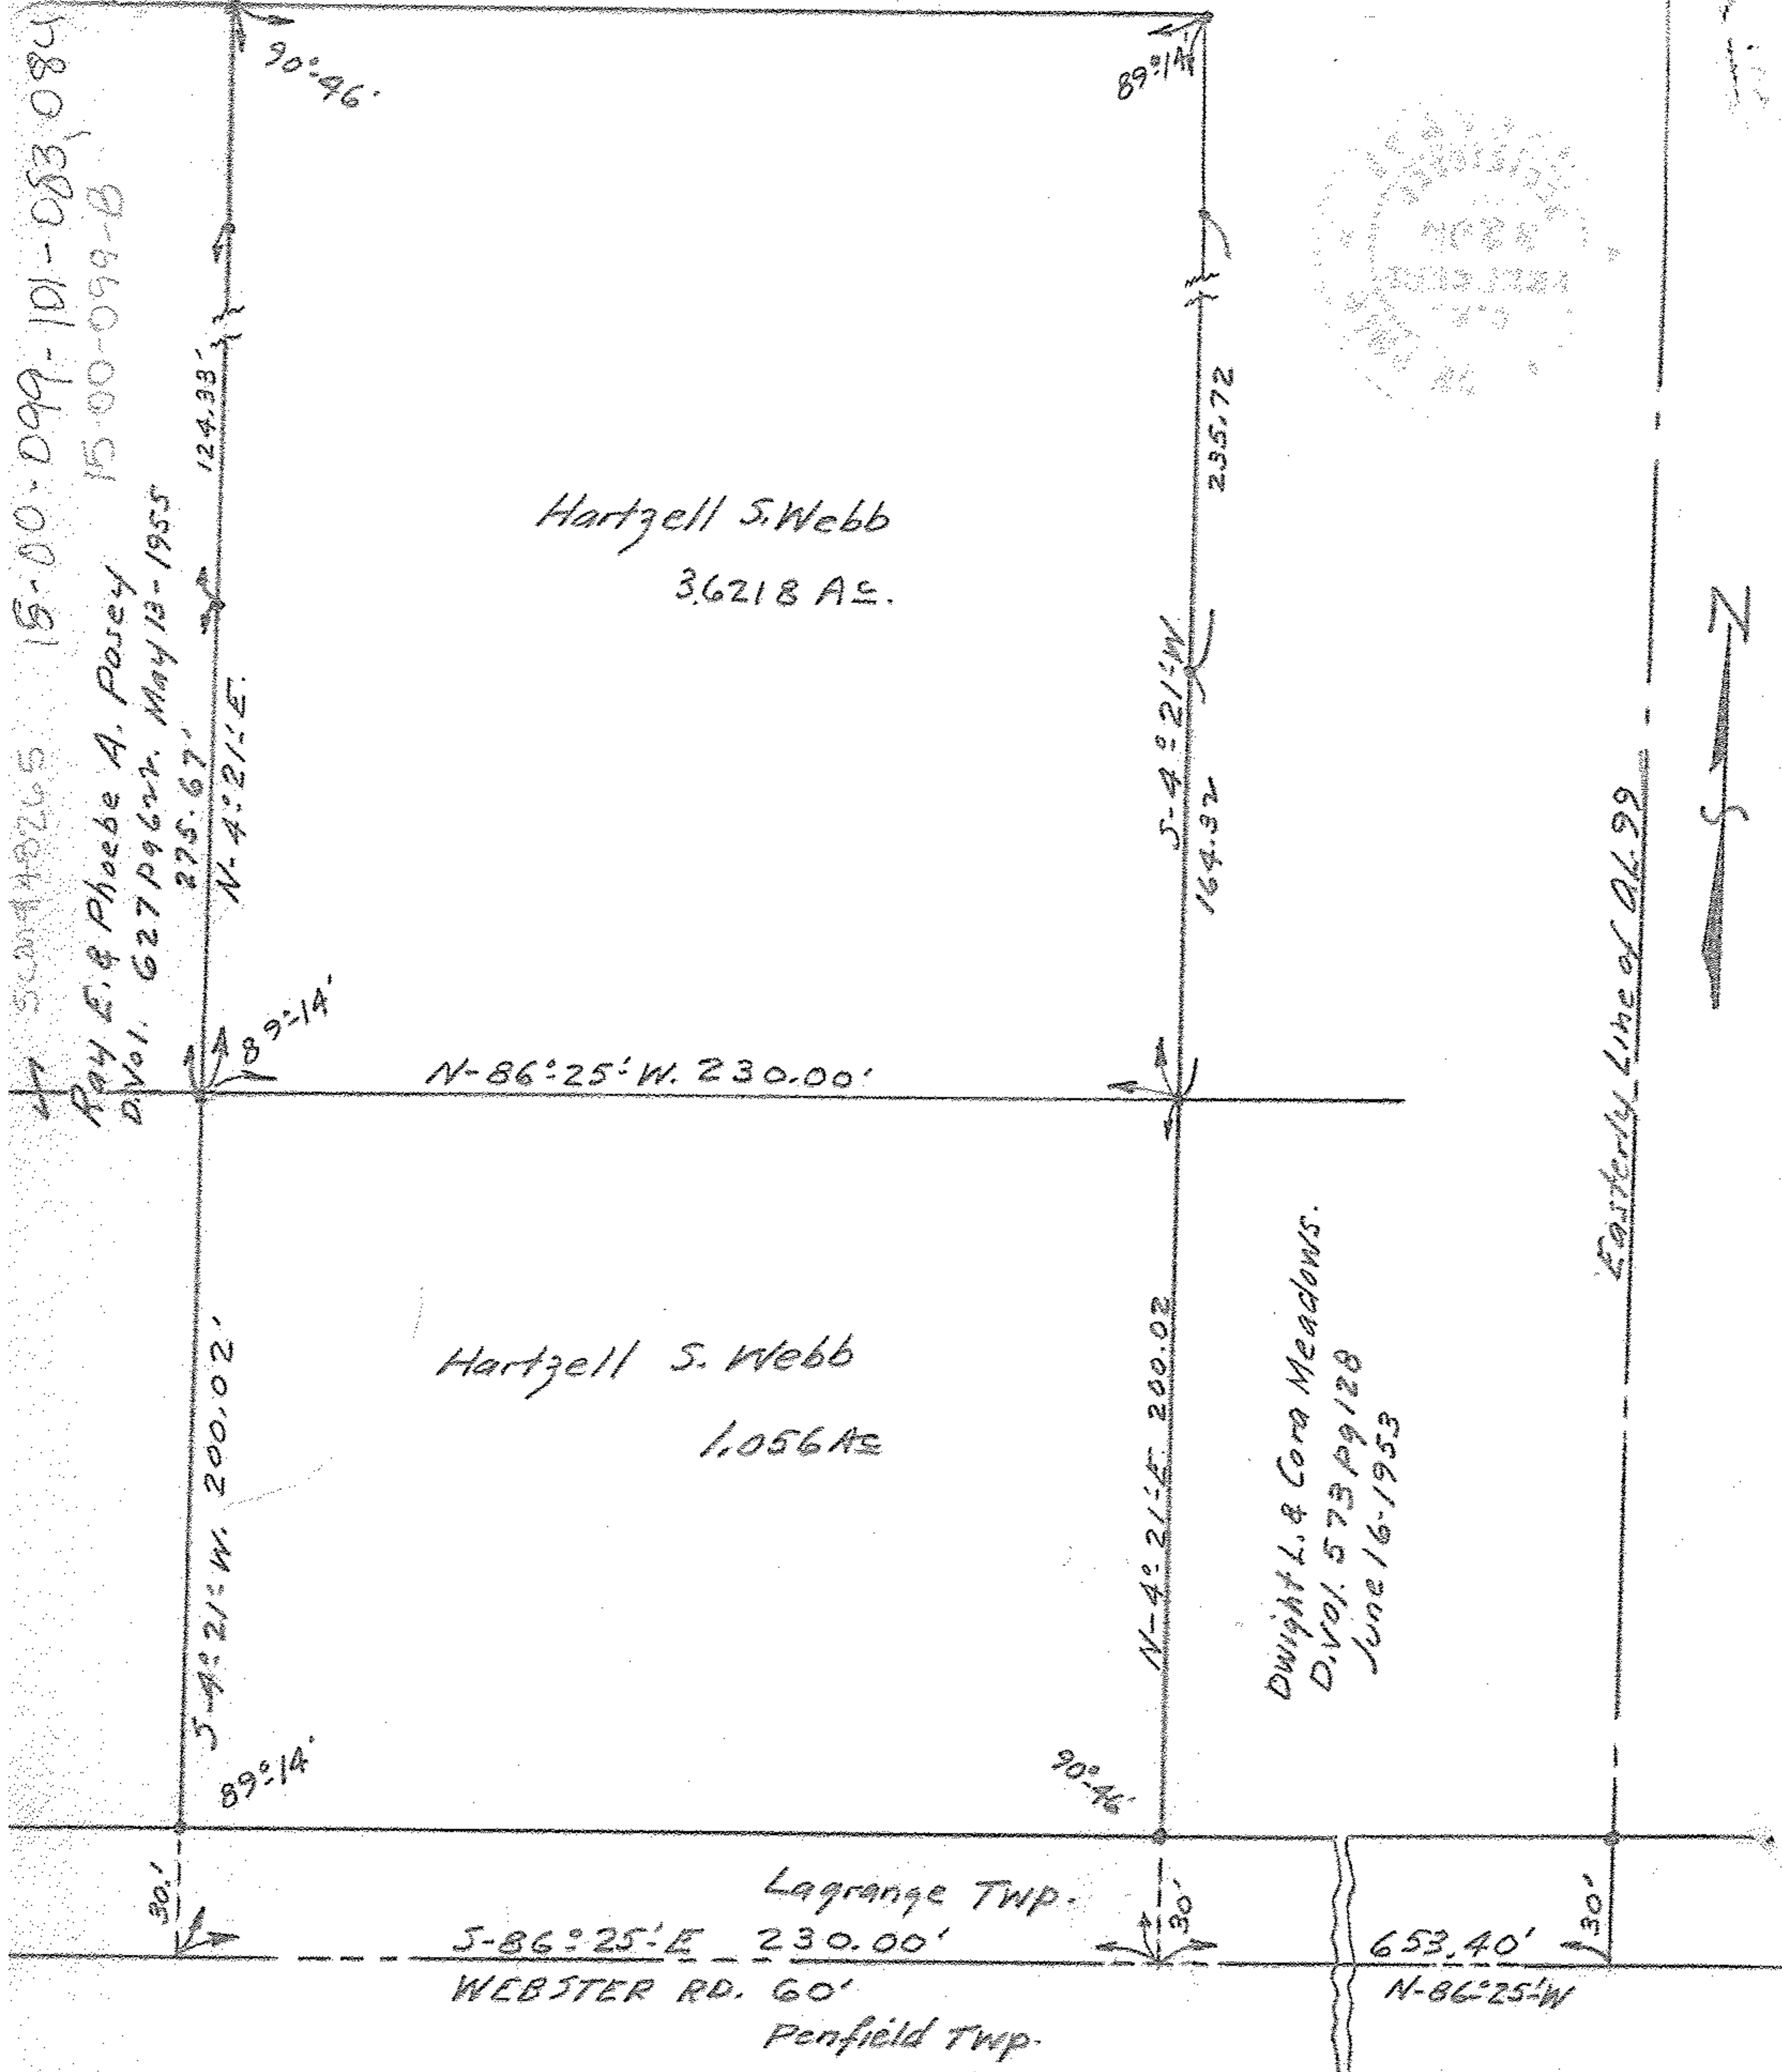 90°-46'
89°-14'
15-00-099-101-083,084
15-00-099-B
124.33'
235.72
Hartzell S. Webb
3.6218 Ac.
Ray E. & Phoebe A. Posey
D. Vol. 627 pg 622. May 13-1955
275.67'
N-4°-21'-E.
S-4°-21'-W
164.32
N
Easterly Line of O.L. 99
89°-14'
N-86°-25'-W. 230.00'
S-4°-21'-W. 200.02'
Hartzell S. Webb
1.056 Ac
N-4°-21'-E 200.02
Dwight L. & Cora Meadows.
D. Vol. 573 pg 128
June 16-1953
89°-14'
90°-46'
30.'
Lagrange Twp.
30'
30'
S-86°-25'-E 230.00'
653.40'
WEBSTER RD. 60'
N-86°-25'-W
Penfield Twp.